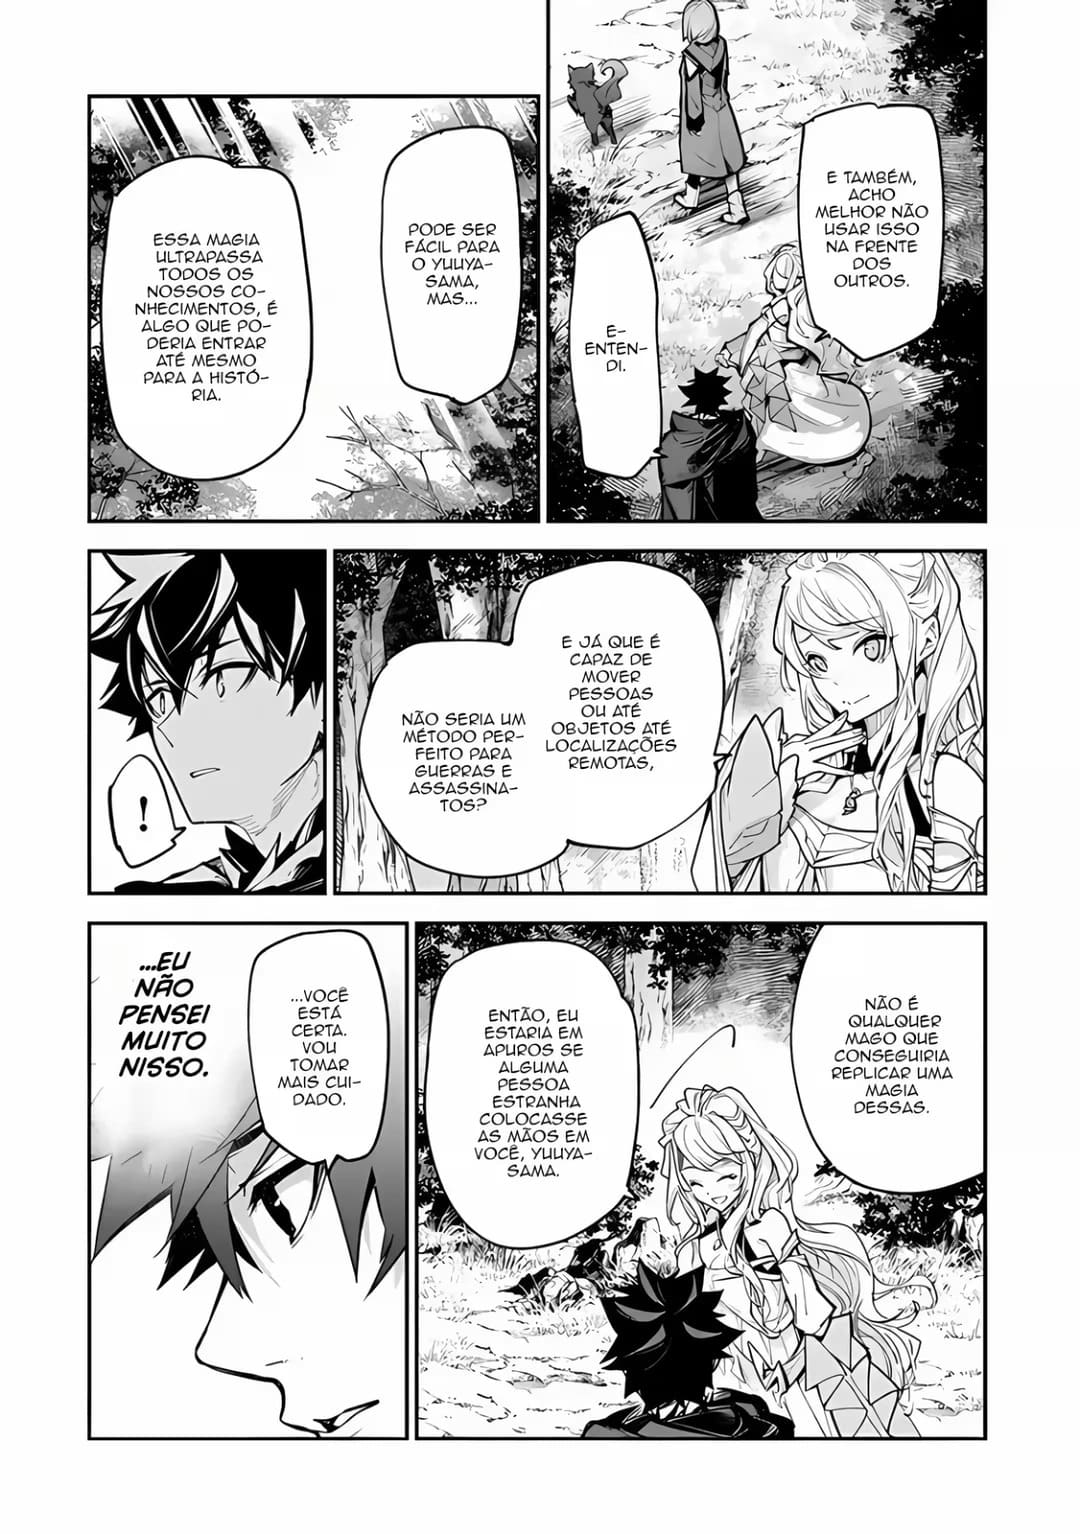 E TAMBÉM,
ACHO
MELHOR NÃO
USAR ISSO
NA FRENTE
DOS
OUTROS.
E-
ENTEN-
DI.
PODE SER
FÁCIL PARA
O YUUYA-
SAMA,
MAS...
ESSA MAGIA
ULTRAPASSA
TODOS OS
NOSSOS CO-
NHECIMENTOS, É
ALGO QUE PO-
DERIA ENTRAR
ATÉ MESMO
PARA A HISTÓ-
RIA.
E JÁ QUE É
CAPAZ DE
MOVER
PESSOAS
OU ATÉ
OBJETOS ATÉ
LOCALIZAÇÕES
REMOTAS,
NÃO SERIA UM
MÉTODO PER-
FEITO PARA
GUERRAS E
ASSASSINA-
TOS?
!
NÃO É
QUALQUER
MAGO QUE
CONSEGUIRIA
REPLICAR UMA
MAGIA
DESSAS.
ENTÃO, EU
ESTARIA EM
APUROS SE
ALGUMA
PESSOA
ESTRANHA
COLOCASSE
AS MÃOS EM
VOCÊ, YUUYA-
SAMA.
...VOCÊ
ESTÁ
CERTA.
VOU
TOMAR
MAIS CUI-
DADO.
...EU
NÃO
PENSEI
MUITO
NISSO.